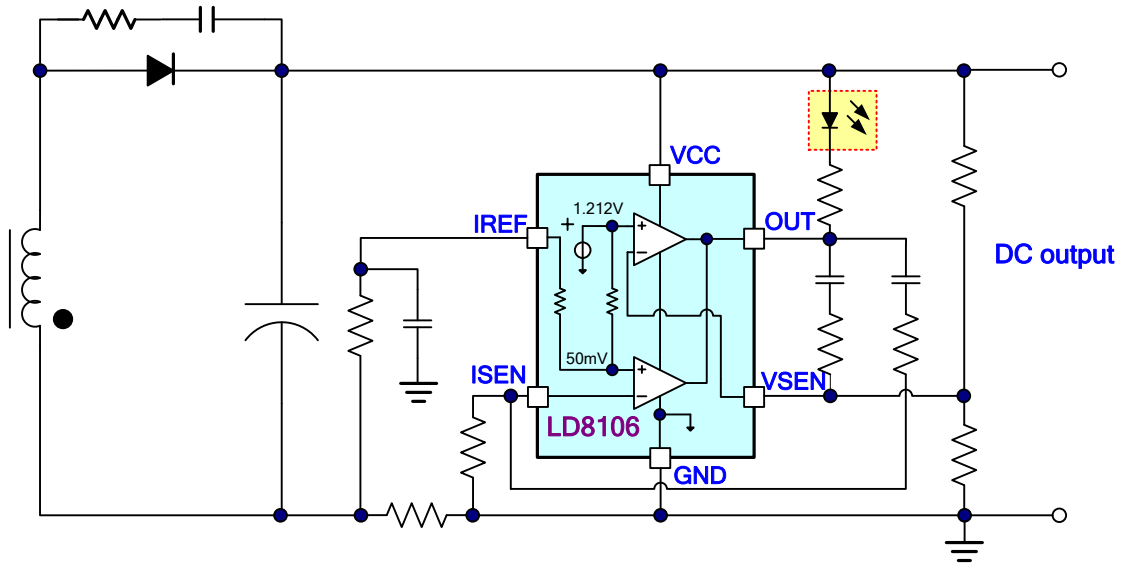 VCC
1.212V
IREF
+
+
OUT
−
DC output
50mV
ISEN
+
VSEN
−
LD8106
GND